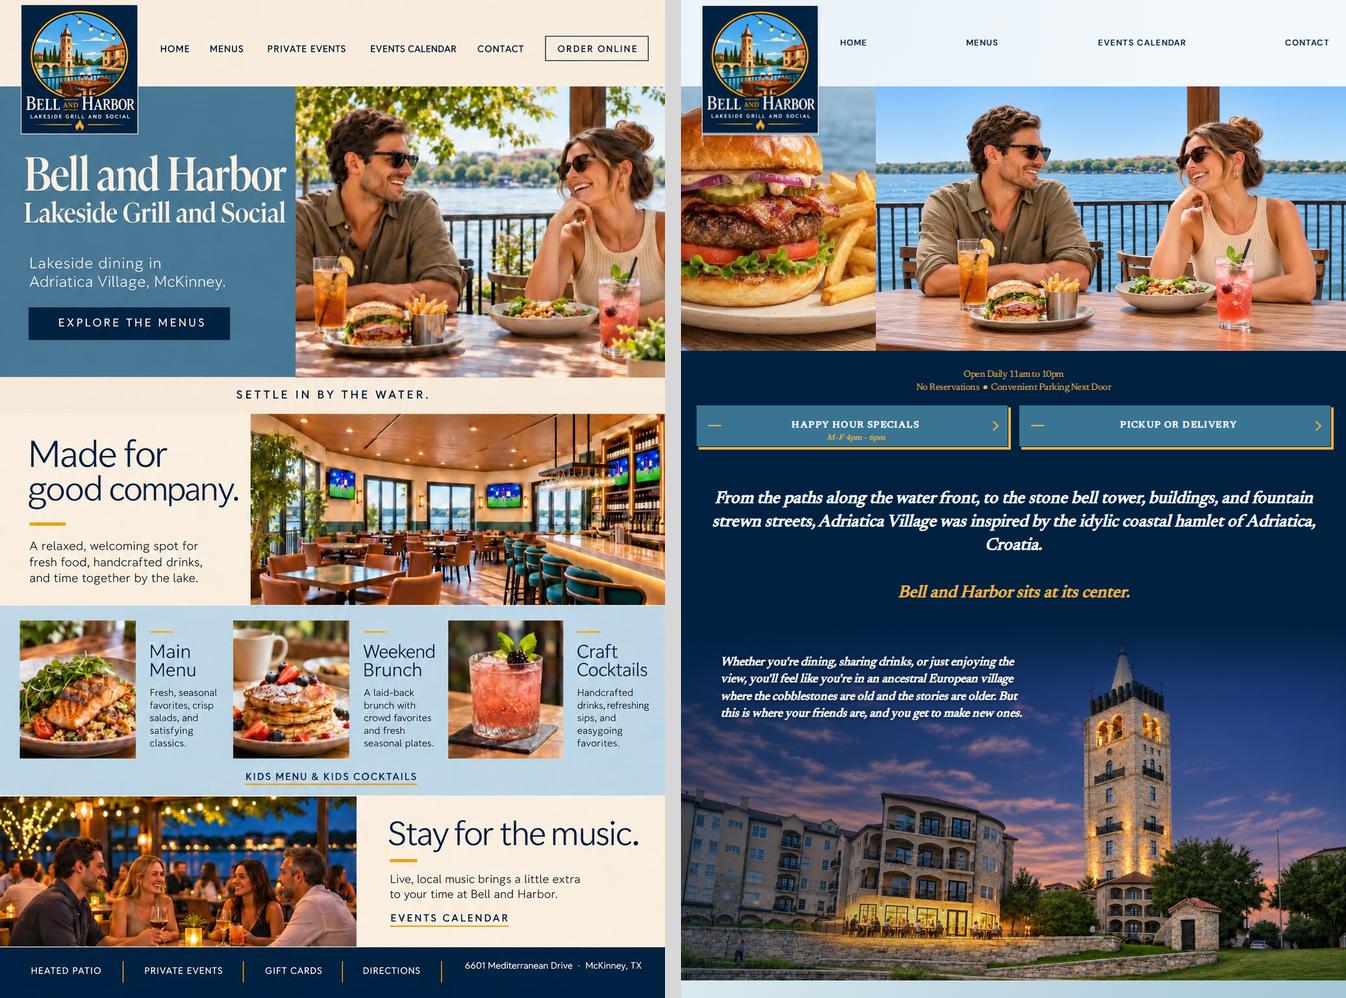 BELL AND HARBOR
LAKESIDE GRILL AND SOCIAL
HOME
MENUS
PRIVATE EVENTS
EVENTS CALENDAR
CONTACT
ORDER ONLINE
Bell and Harbor
Lakeside Grill and Social
Lakeside dining in
Adriatica Village, McKinney.
EXPLORE THE MENUS
SETTLE IN BY THE WATER.
Made for
good company.
A relaxed, welcoming spot for
fresh food, handcrafted drinks,
and time together by the lake.
Main
Menu
Fresh, seasonal
favorites, crisp
salads, and
satisfying
classics.
Weekend
Brunch
A laid-back
brunch with
crowd favorites
and fresh
seasonal plates.
Craft
Cocktails
Handcrafted
drinks, refreshing
sips, and
easygoing
favorites.
KIDS MENU & KIDS COCKTAILS
Stay for the music.
Live, local music brings a little extra
to your time at Bell and Harbor.
EVENTS CALENDAR
HEATED PATIO
PRIVATE EVENTS
GIFT CARDS
DIRECTIONS
6601 Mediterranean Drive · McKinney, TX
BELL AND HARBOR
LAKESIDE GRILL AND SOCIAL
HOME
MENUS
EVENTS CALENDAR
CONTACT
Open Daily 11am to 10pm
No Reservations ● Convenient Parking Next Door
HAPPY HOUR SPECIALS
M-F 4pm - 6pm
PICKUP OR DELIVERY
From the paths along the water front, to the stone bell tower, buildings, and fountain
strewn streets, Adriatica Village was inspired by the idylic coastal hamlet of Adriatica,
Croatia.
Bell and Harbor sits at its center.
Whether you're dining, sharing drinks, or just enjoying the
view, you'll feel like you're in an ancestral European village
where the cobblestones are old and the stories are older. But
this is where your friends are, and you get to make new ones.